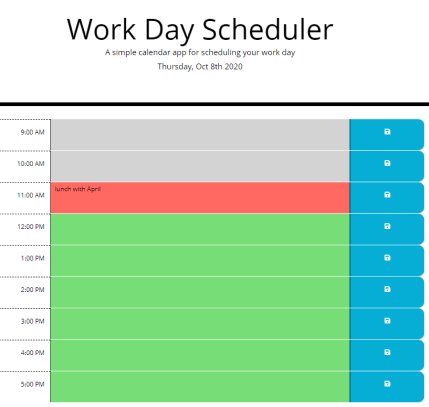 Work Day Scheduler
A simple calendar app for scheduling your work day
Thursday, Oct 8th 2020
9:00 AM
10:00 AM
11:00 AM lunch with April
12:00 PM
1:00 PM
2:00 PM
3:00 PM
4:00 PM
5:00 PM